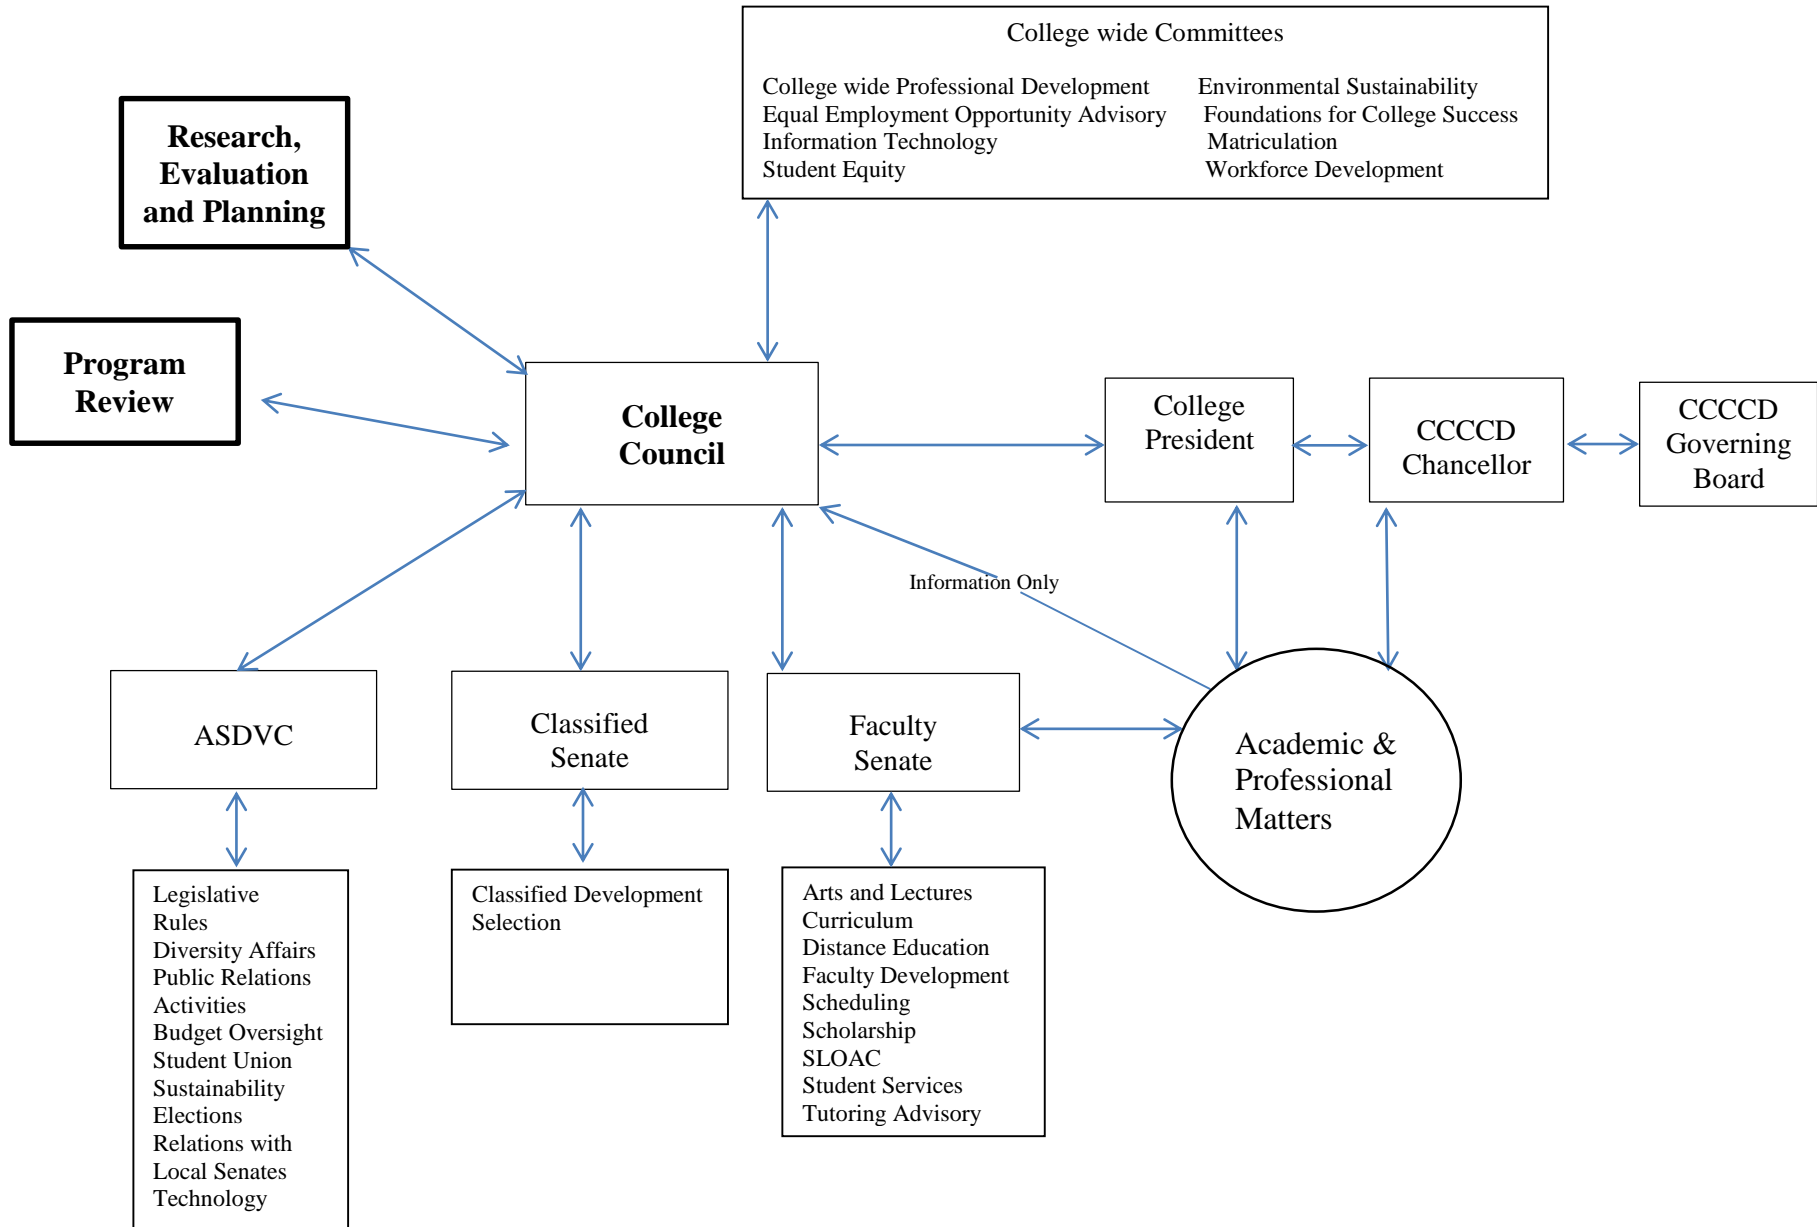 College wide Committees
College wide Professional Development Environmental Sustainability
Equal Employment Opportunity Advisory Foundations for College Success
Information Technology Matriculation
Student Equity Workforce Development
Research,
Evaluation
and Planning
Program
Review
College
Council
College
President
CCCCD
Chancellor
CCCCD
Governing
Board
Information Only
ASDVC
Classified
Senate
Faculty
Senate
Academic &
Professional
Matters
Legislative
Rules
Diversity Affairs
Public Relations
Activities
Budget Oversight
Student Union
Sustainability
Elections
Relations with
Local Senates
Technology
Classified Development
Selection
Arts and Lectures
Curriculum
Distance Education
Faculty Development
Scheduling
Scholarship
SLOAC
Student Services
Tutoring Advisory